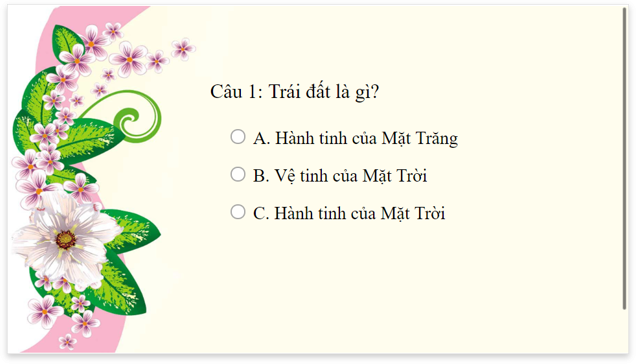 Câu 1: Trái đất là gì?
A. Hành tinh của Mặt Trăng
B. Vệ tinh của Mặt Trời
C. Hành tinh của Mặt Trời